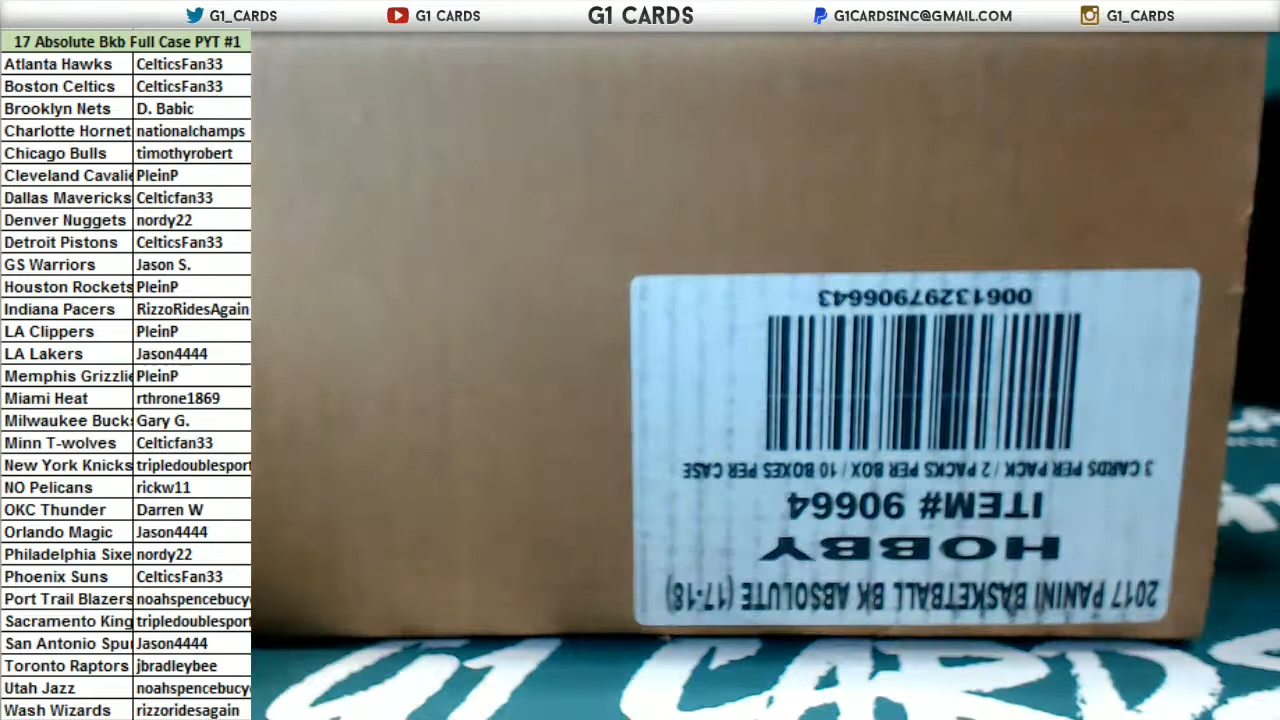 G1_CARDS
G1 CARDS
G1 CARDS
G1CARDSINC@GMAIL.COM
G1_CARDS
17 Absolute Bkb Full Case PYT #1
Atlanta Hawks CelticsFan33
Boston Celtics CelticsFan33
Brooklyn Nets D. Babic
Charlotte Hornet nationalchamps
Chicago Bulls timothyrobert
Cleveland Cavalie PleinP
Dallas Mavericks Celticfan33
Denver Nuggets nordy22
Detroit Pistons CelticsFan33
GS Warriors Jason S.
Houston Rockets PleinP
Indiana Pacers RizzoRidesAgain
LA Clippers PleinP
LA Lakers Jason4444
Memphis Grizzlie PleinP
Miami Heat rthrone1869
Milwaukee Bucks Gary G.
Minn T-wolves Celticfan33
New York Knicks tripledoublesport
NO Pelicans rickw11
OKC Thunder Darren W
Orlando Magic Jason4444
Philadelphia Sixe nordy22
Phoenix Suns CelticsFan33
Port Trail Blazers noahspencebucy
Sacramento King tripledoublesport
San Antonio Spu Jason4444
Toronto Raptors jbradleybee
Utah Jazz noahspencebucy
Wash Wizards rizzoridesagain
2017 PANINI BASKETBALL BK ABSOLUTE (17-18)
HOBBY
ITEM# 90664
3 CARDS PER PACK / 2 PACKS PER BOX / 10 BOXES PER CASE
00613297906643
G1 CARDS